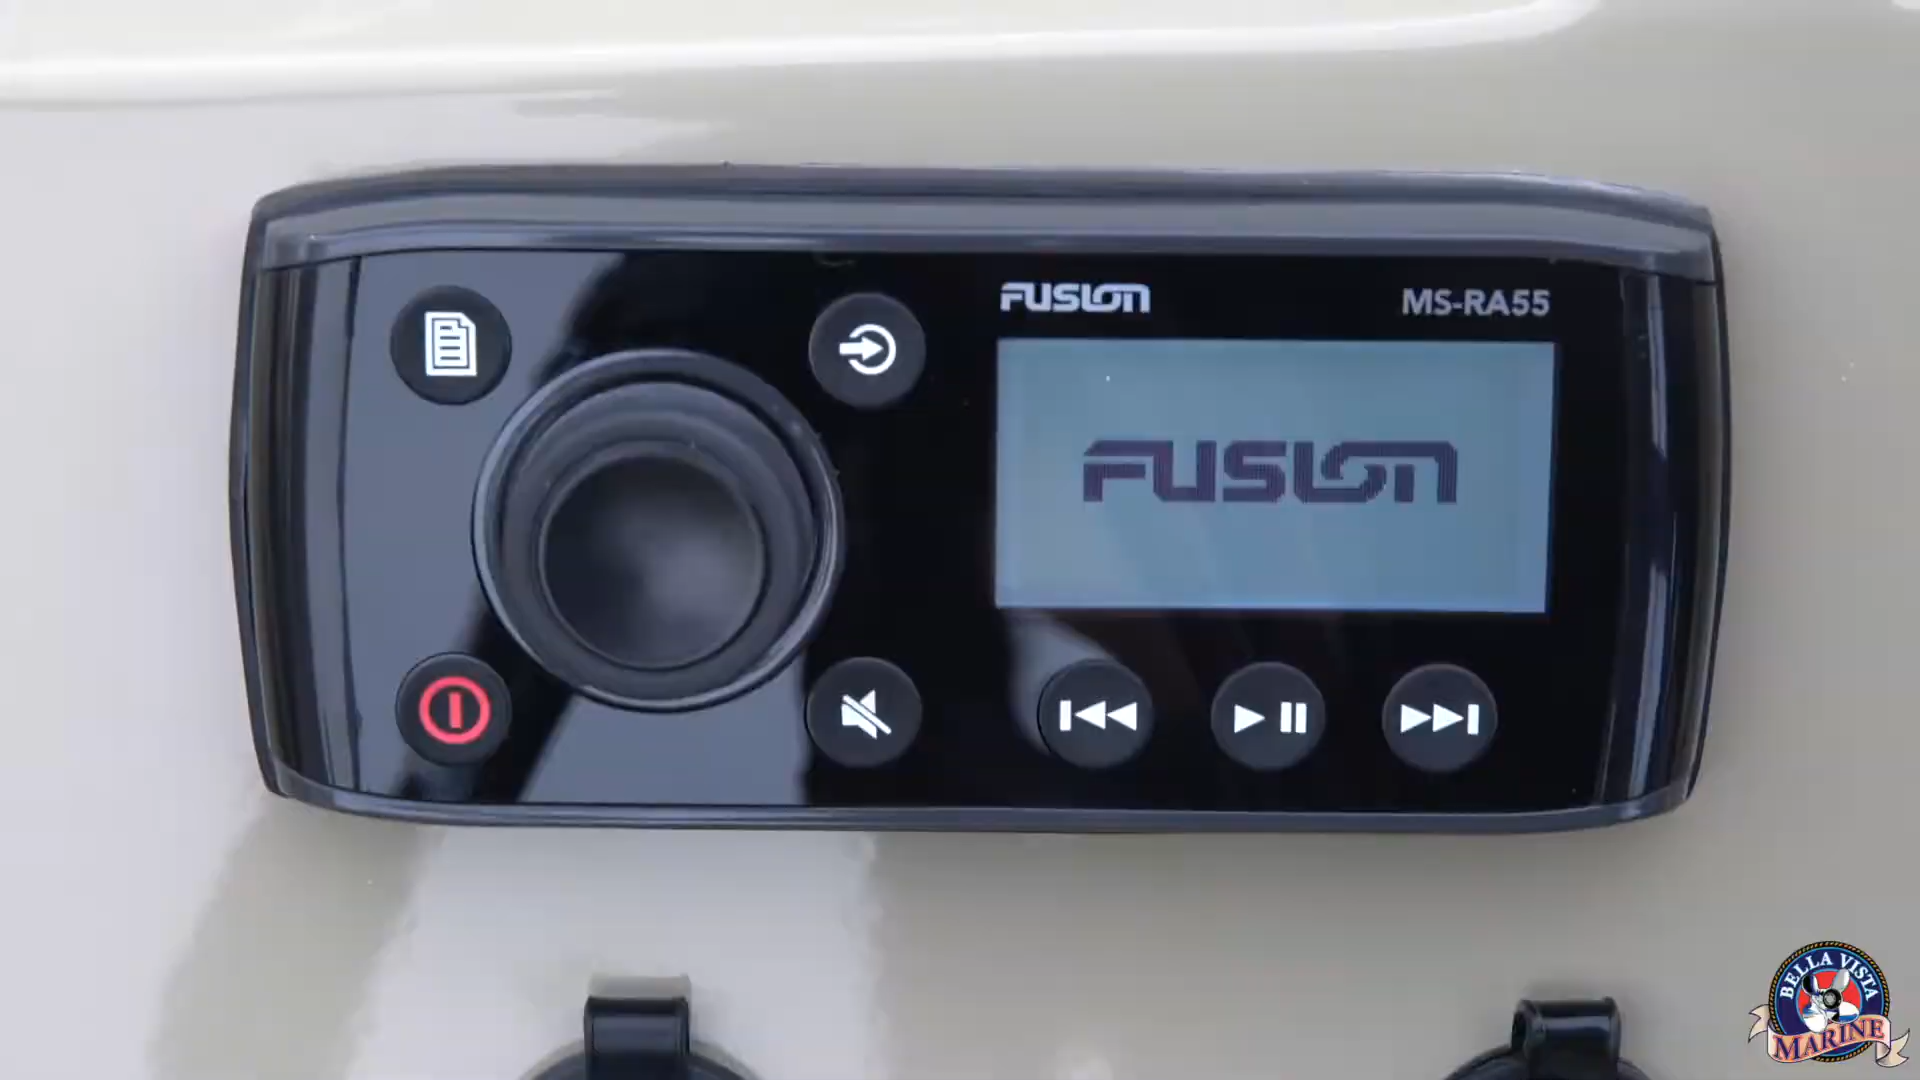 FUSION
MS-RA55
FUSION
BELLA VISTA
MARINE